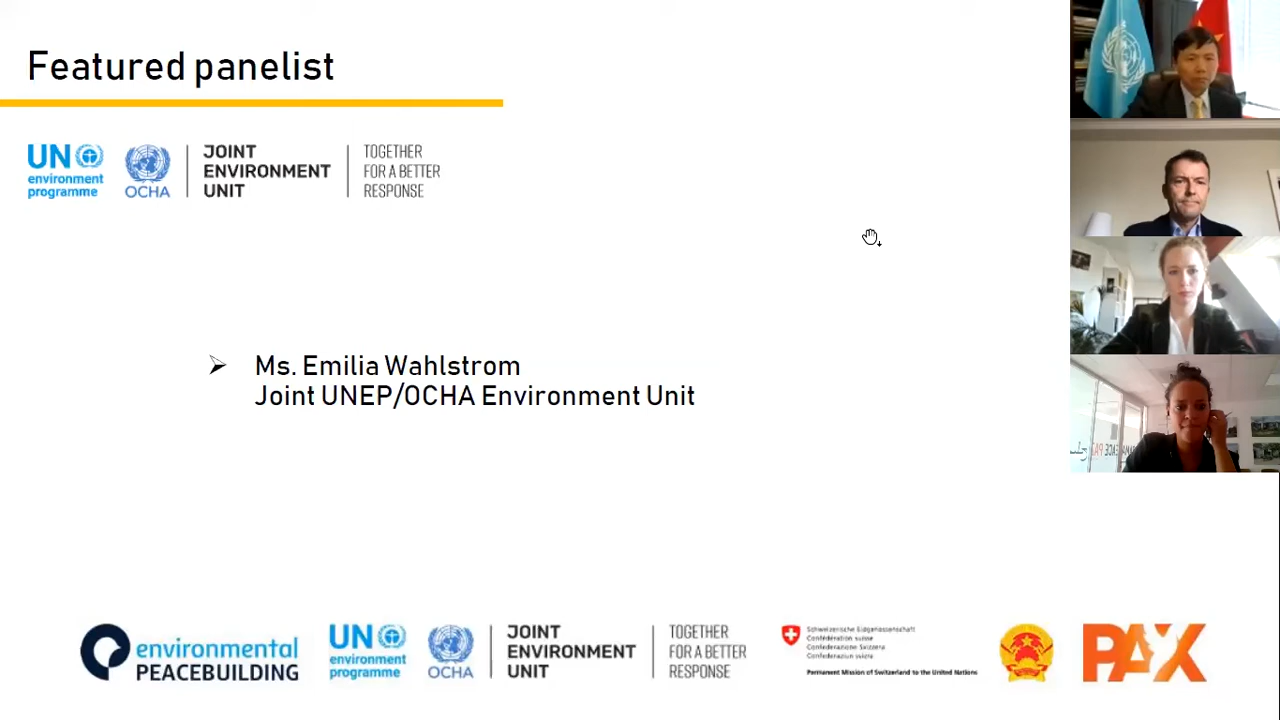 Featured panelist
UN
environment
programme
OCHA
JOINT
ENVIRONMENT
UNIT
TOGETHER
FOR A BETTER
RESPONSE
Ms. Emilia Wahlstrom
Joint UNEP/OCHA Environment Unit
environmental
PEACEBUILDING
UN
environment
programme
OCHA
JOINT
ENVIRONMENT
UNIT
TOGETHER
FOR A BETTER
RESPONSE
Schweizerische Eidgenossenschaft
Confédération suisse
Confederazione Svizzera
Confederaziun svizra
Permanent Mission of Switzerland to the United Nations
PAX